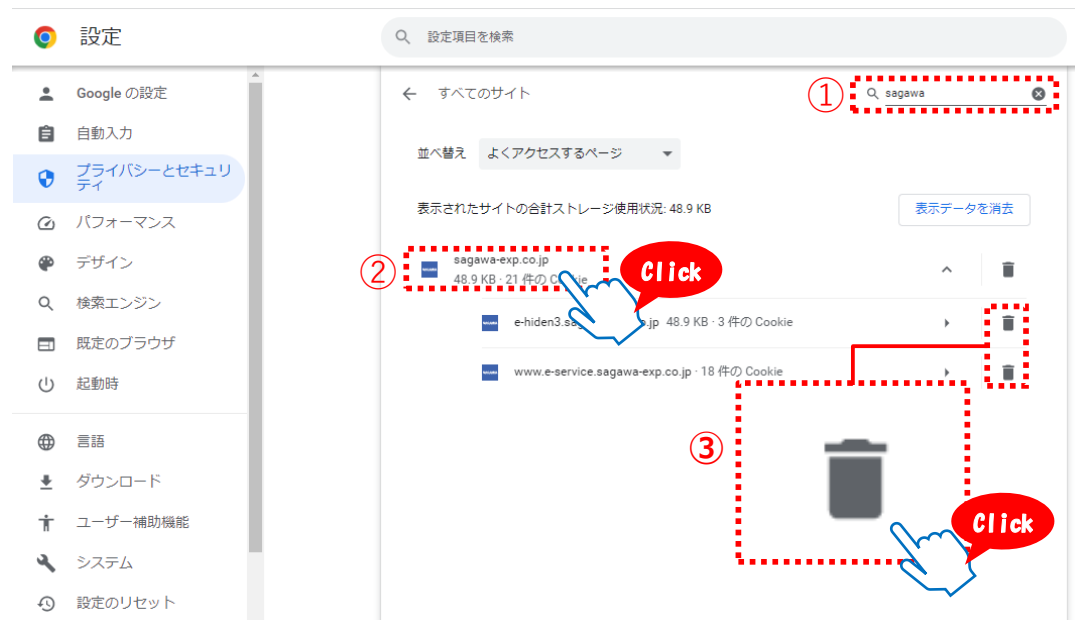 設定
設定項目を検索
Google の設定
自動入力
プライバシーとセキュリ
ティ
パフォーマンス
デザイン
検索エンジン
既定のブラウザ
起動時
言語
ダウンロード
ユーザー補助機能
システム
設定のリセット
すべてのサイト
① sagawa
並べ替え よくアクセスするページ
表示されたサイトの合計ストレージ使用状況: 48.9 KB
表示データを消去
② sagawa-exp.co.jp
48.9 KB · 21 件の
Click
e-hiden3. .jp 48.9 KB · 3 件の Cookie
www.e-service.sagawa-exp.co.jp · 18 件の Cookie
③
Click